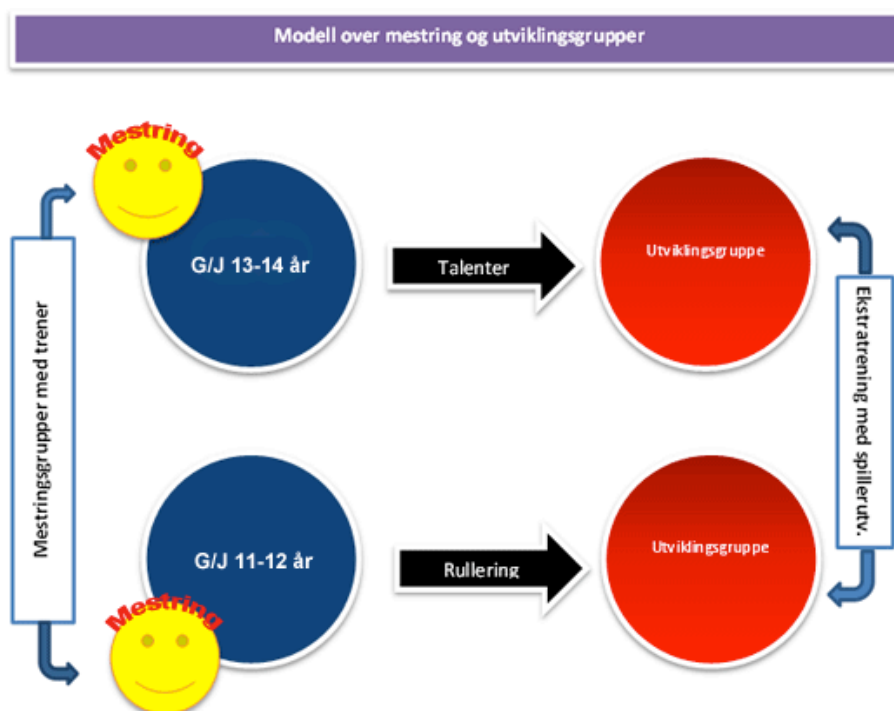 Modell over mestring og utviklingsgrupper
Mestring
G/J 13-14 år
Talenter
Utviklingsgruppe
Mestringsgrupper med trener
Ekstratrening med spillerutv.
G/J 11-12 år
Rullering
Utviklingsgruppe
Mestring